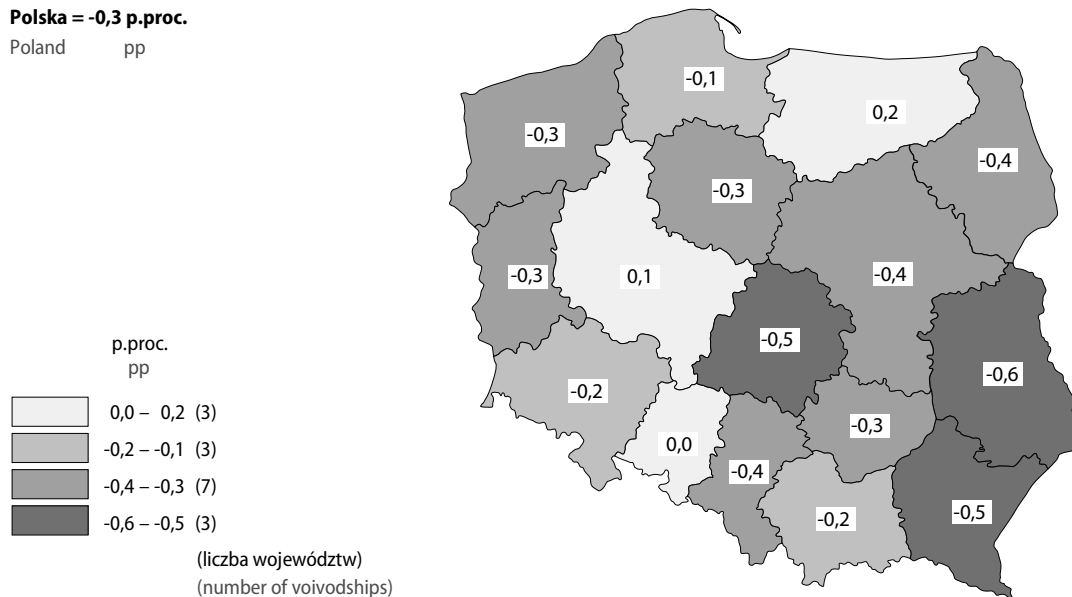 Polska = -0,3 p.proc.
Poland pp
-0,1
0,2
-0,3
-0,4
-0,3
-0,3
0,1
-0,4
-0,5
-0,6
-0,2
-0,3
0,0
-0,4
-0,5
-0,2
p.proc.
pp
0,0 – 0,2 (3)
-0,2 – -0,1 (3)
-0,4 – -0,3 (7)
-0,6 – -0,5 (3)
(liczba województw)
(number of voivodships)